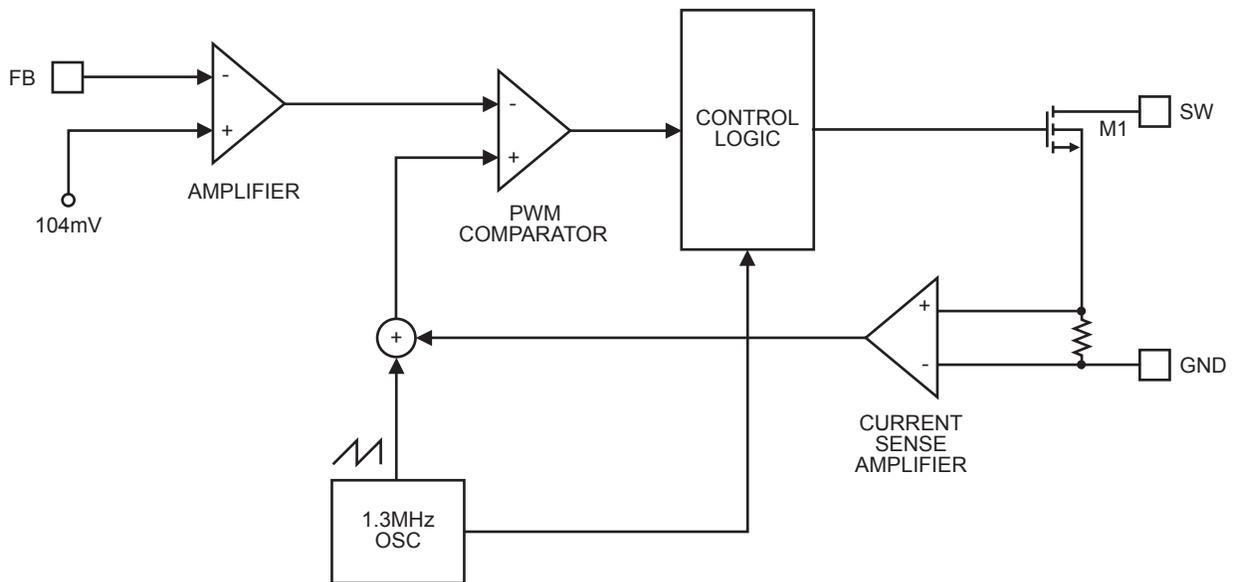 FB
-
+
104mV
AMPLIFIER
-
+
PWM
COMPARATOR
CONTROL
LOGIC
M1
SW
+
-
GND
CURRENT
SENSE
AMPLIFIER
+
1.3MHz
OSC